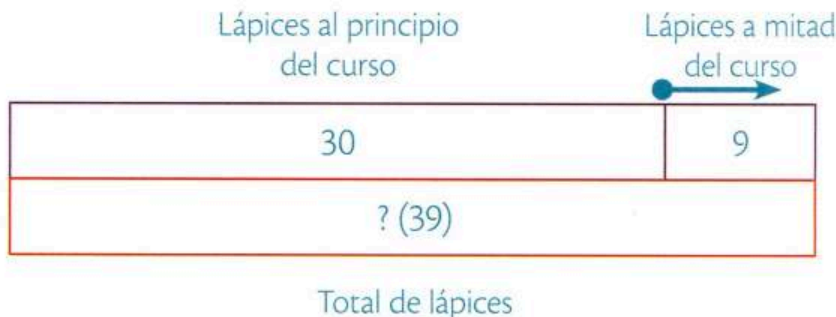 Lápices al principio
del curso
Lápices a mitad
del curso
30
9
? (39)
Total de lápices